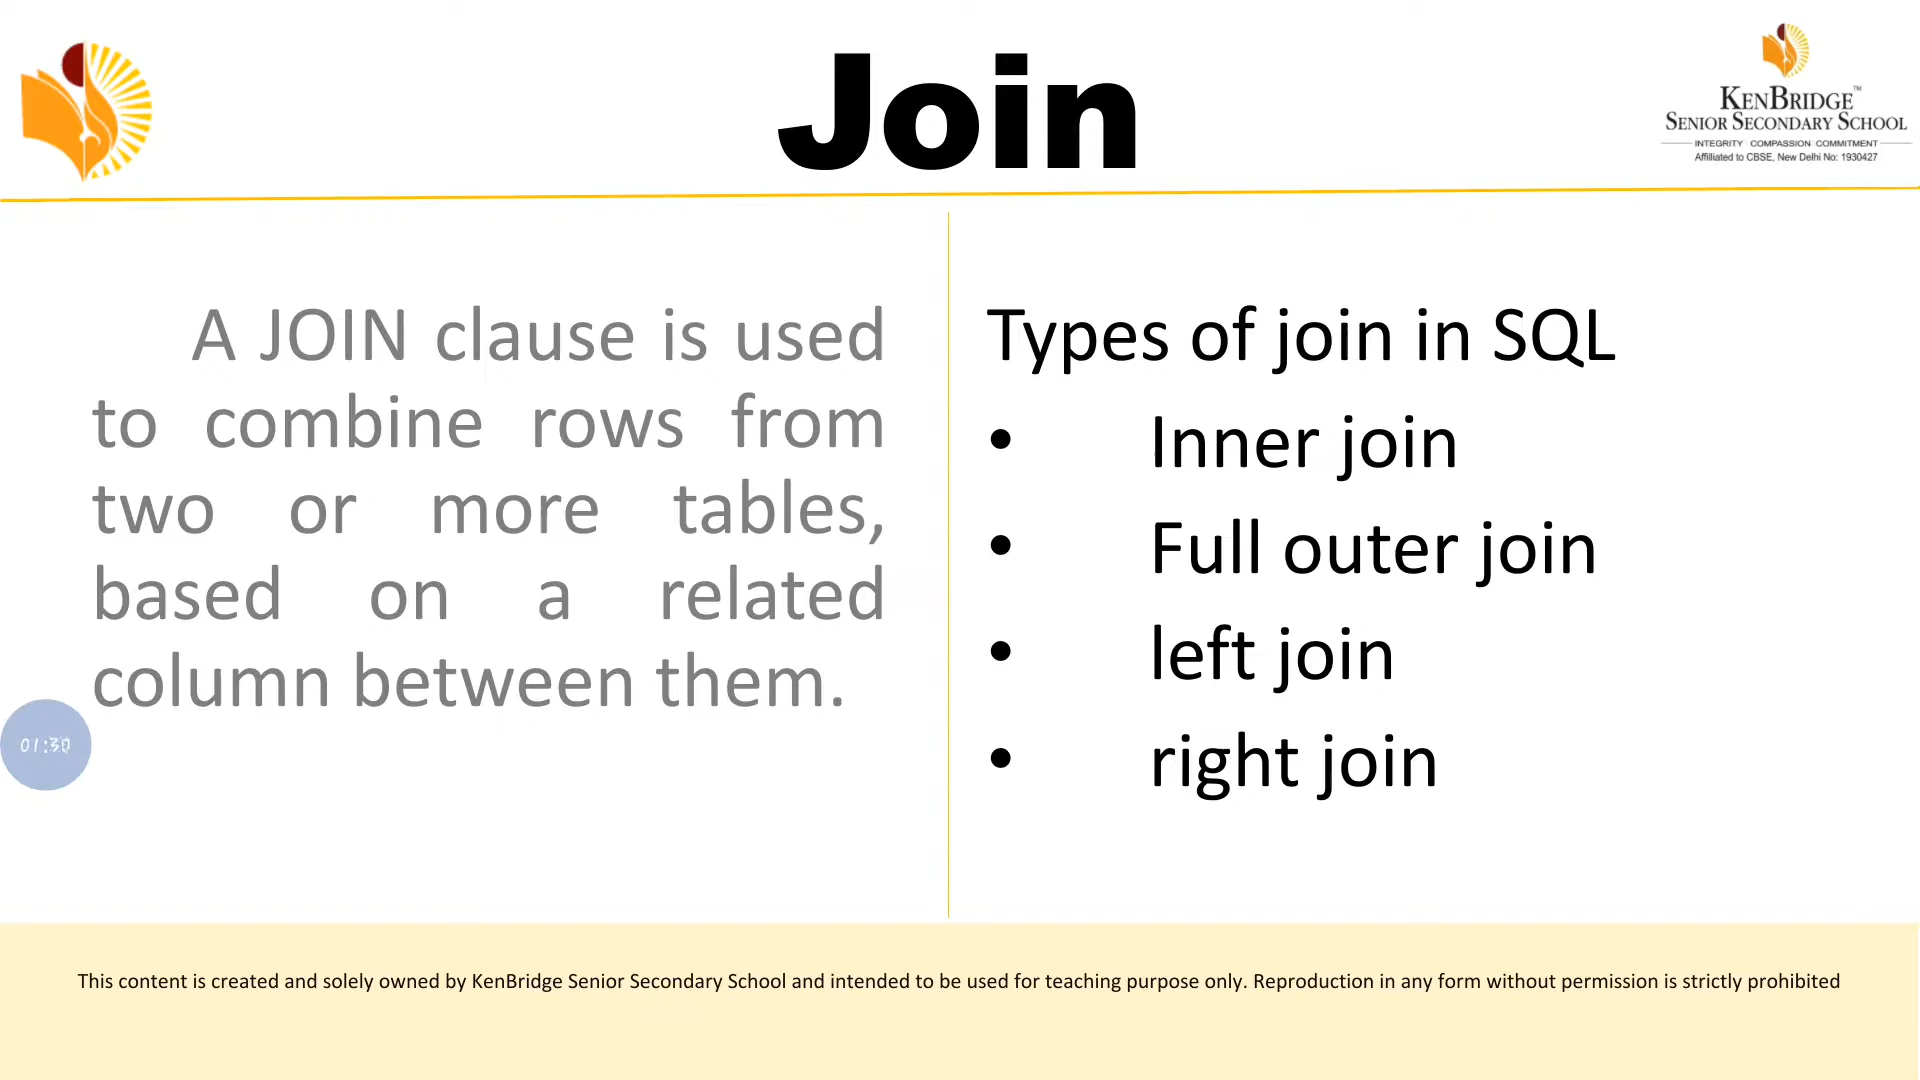 Join
KENBRIDGE™
SENIOR SECONDARY SCHOOL
INTEGRITY COMPASSION COMMITMENT
Affiliated to CBSE, New Delhi No: 1930427
A JOIN clause is used
to combine rows from
two or more tables,
based on a related
column between them.
Types of join in SQL
• Inner join
• Full outer join
• left join
• right join
01:30
This content is created and solely owned by KenBridge Senior Secondary School and intended to be used for teaching purpose only. Reproduction in any form without permission is strictly prohibited